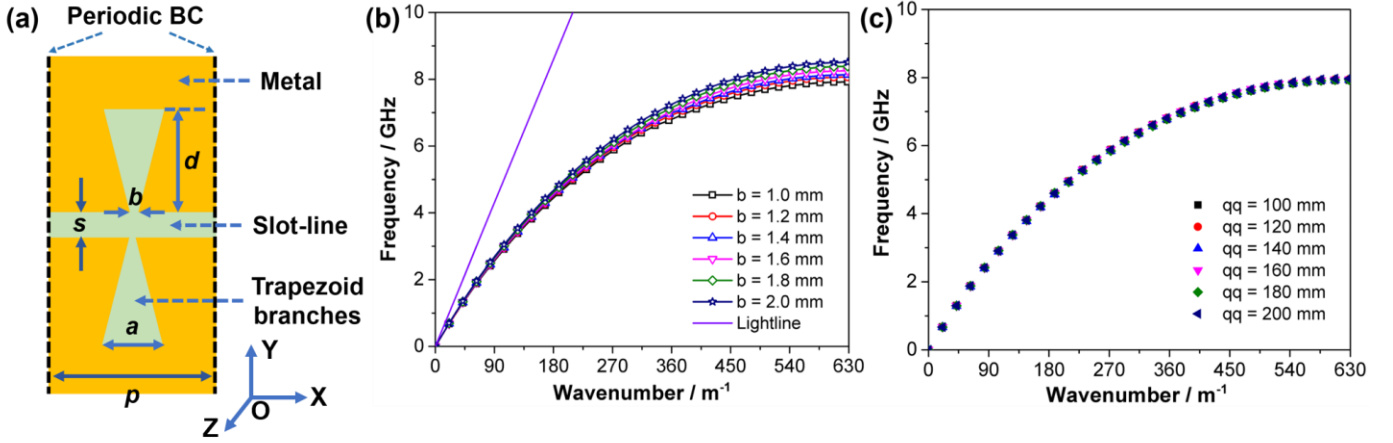 (a)
Periodic BC
Metal
d
b
s
Slot-line
Trapezoid
branches
a
p
Y
O
X
Z
(b)
Frequency / GHz
10
8
6
4
2
0
b = 1.0 mm
b = 1.2 mm
b = 1.4 mm
b = 1.6 mm
b = 1.8 mm
b = 2.0 mm
Lightline
0 90 180 270 360 450 540 630
Wavenumber / m-1
(c)
Frequency / GHz
10
8
6
4
2
0
qq = 100 mm
qq = 120 mm
qq = 140 mm
qq = 160 mm
qq = 180 mm
qq = 200 mm
0 90 180 270 360 450 540 630
Wavenumber / m-1